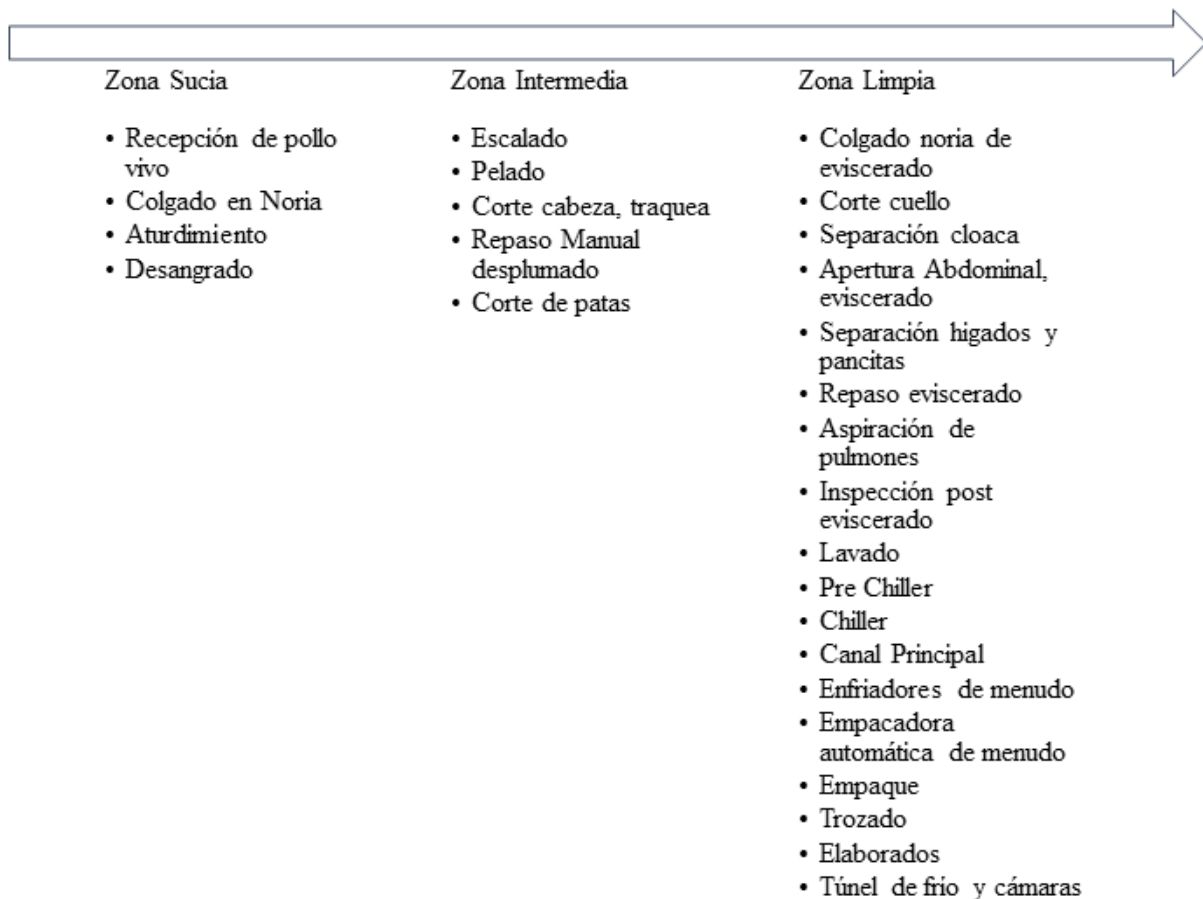 Zona Sucia
• Recepción de pollo
vivo
• Colgado en Noria
• Aturdimiento
• Desangrado
Zona Intermedia
• Escalado
• Pelado
• Corte cabeza, traquea
• Repaso Manual
desplumado
• Corte de patas
Zona Limpia
• Colgado noria de
eviscerado
• Corte cuello
• Separación cloaca
• Apertura Abdominal,
eviscerado
• Separación higados y
pancitas
• Repaso eviscerado
• Aspiración de
pulmones
• Inspección post
eviscerado
• Lavado
• Pre Chiller
• Chiller
• Canal Principal
• Enfriadores de menudo
• Empacadora
automática de menudo
• Empaque
• Trozado
• Elaborados
• Túnel de frío y cámaras